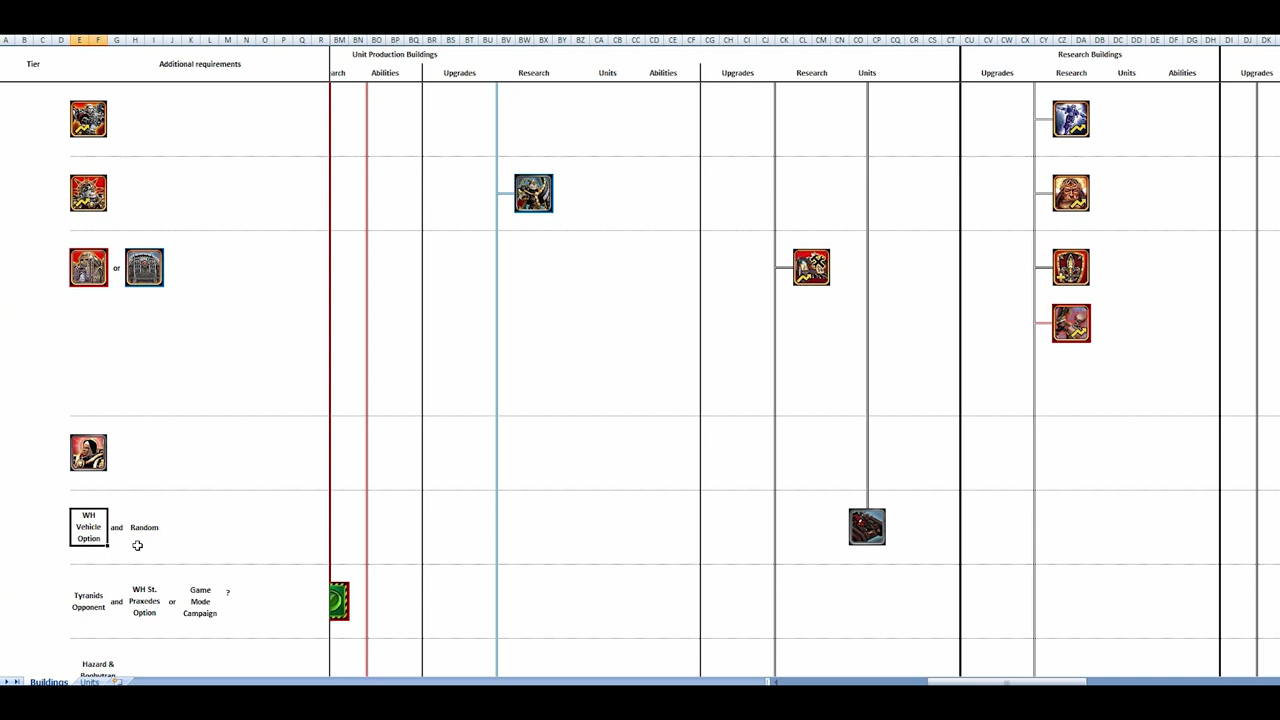 A B C D E F G H I J K L M N O P Q R BM BN BO BP BQ BR BS BT BU BV BW BX BY BZ CA CB CC CD CE CF CG CH CI CJ CK CL CM CN CO CP CQ CR CS CT CU CV CW CX CY CZ DA DB DC DD DE DF DG DH DI DJ DK
Unit Production Buildings Research Buildings
Tier Additional requirements
arch Abilities Upgrades Research Units Abilities Upgrades Research Units Upgrades Research Units Abilities Upgrades
or
WH
Vehicle
Option
and Random
Tyranids
Opponent
and
WH St.
Praxedes
Option
or
Game
Mode
Campaign
?
Hazard &
Boobytrap
Buildings Units